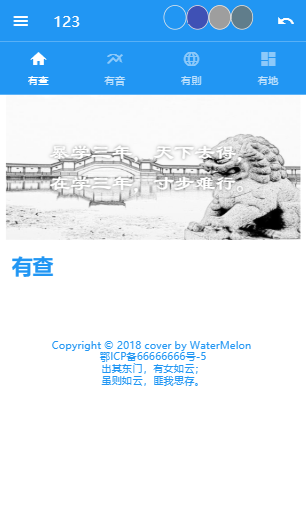 123
有查
有音
有則
有地
吴学三年，天下去得。
在学三年，寸步难行。
有查
Copyright © 2018 cover by WaterMelon
鄂ICP备66666666号-5
出其东门，有女如云；
虽则如云，匪我思存。